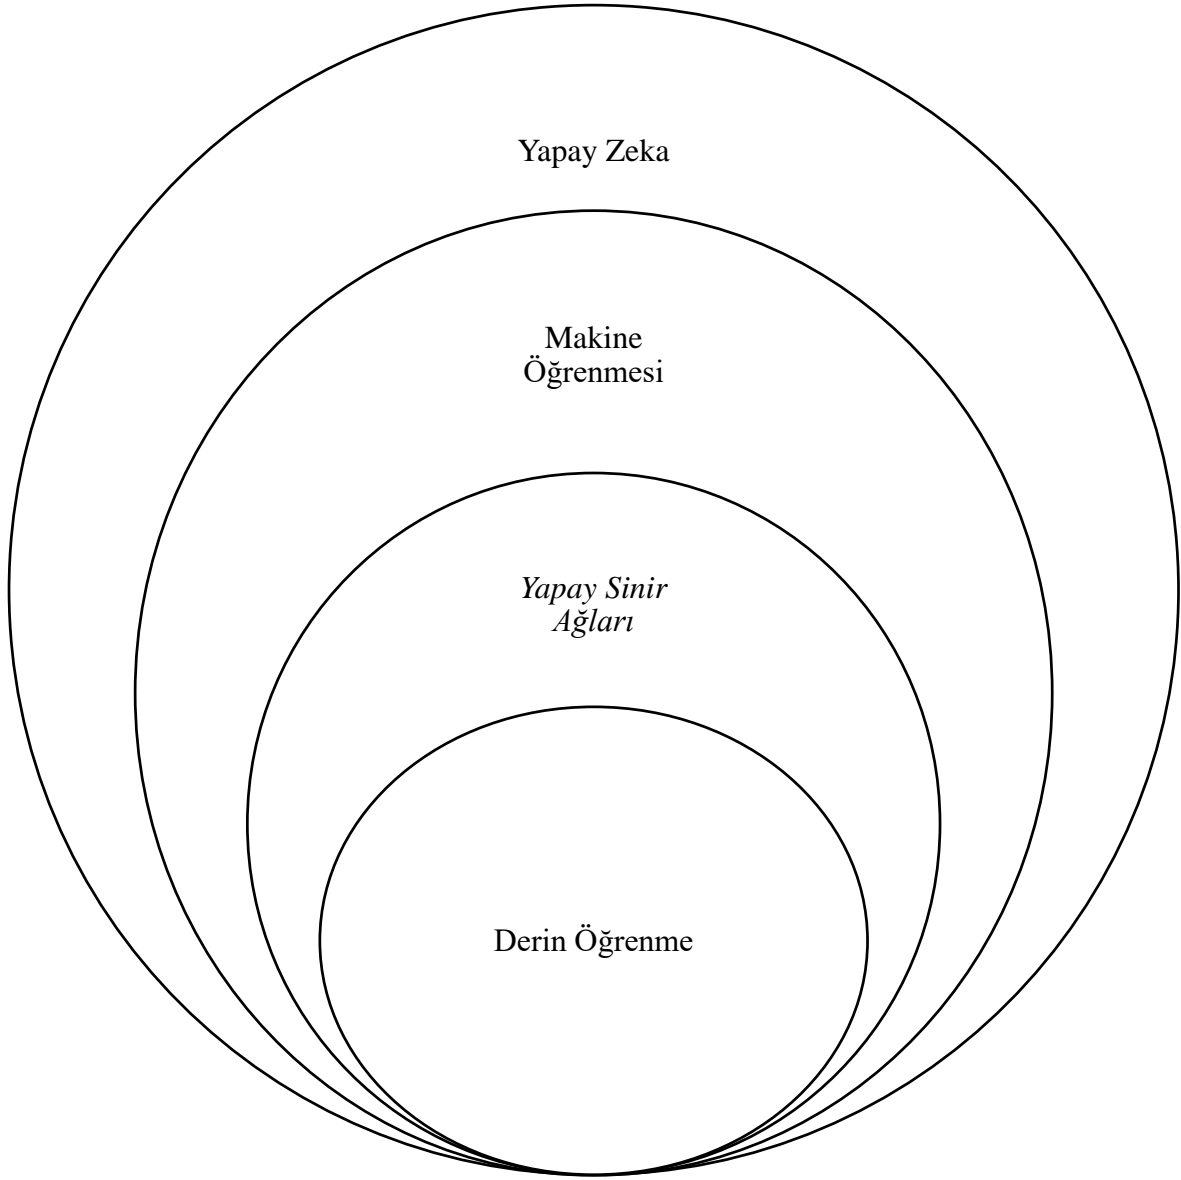 Yapay Zeka
Makine
Öğrenmesi
Yapay Sinir
Ağları
Derin Öğrenme